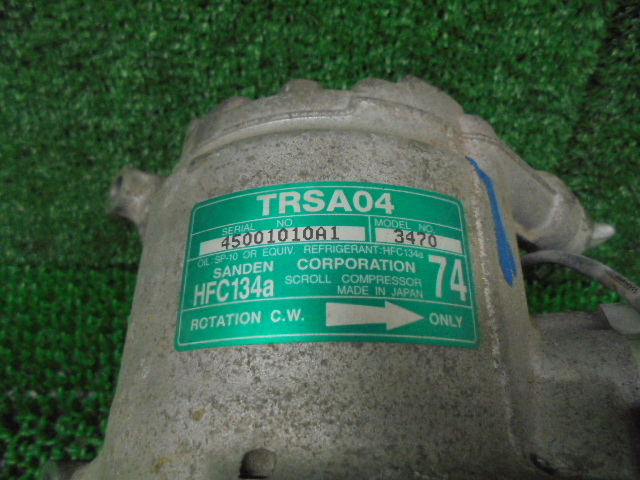 TRSA04
SERIAL NO MODEL NO.
45001010A1 3470
OIL:SP-10 OR EQUIV. REFRIGERANT:HFC134a
SANDEN CORPORATION
HFC134a SCROLL COMPRESSOR 74
MADE IN JAPAN
ROTATION C.W. ONLY